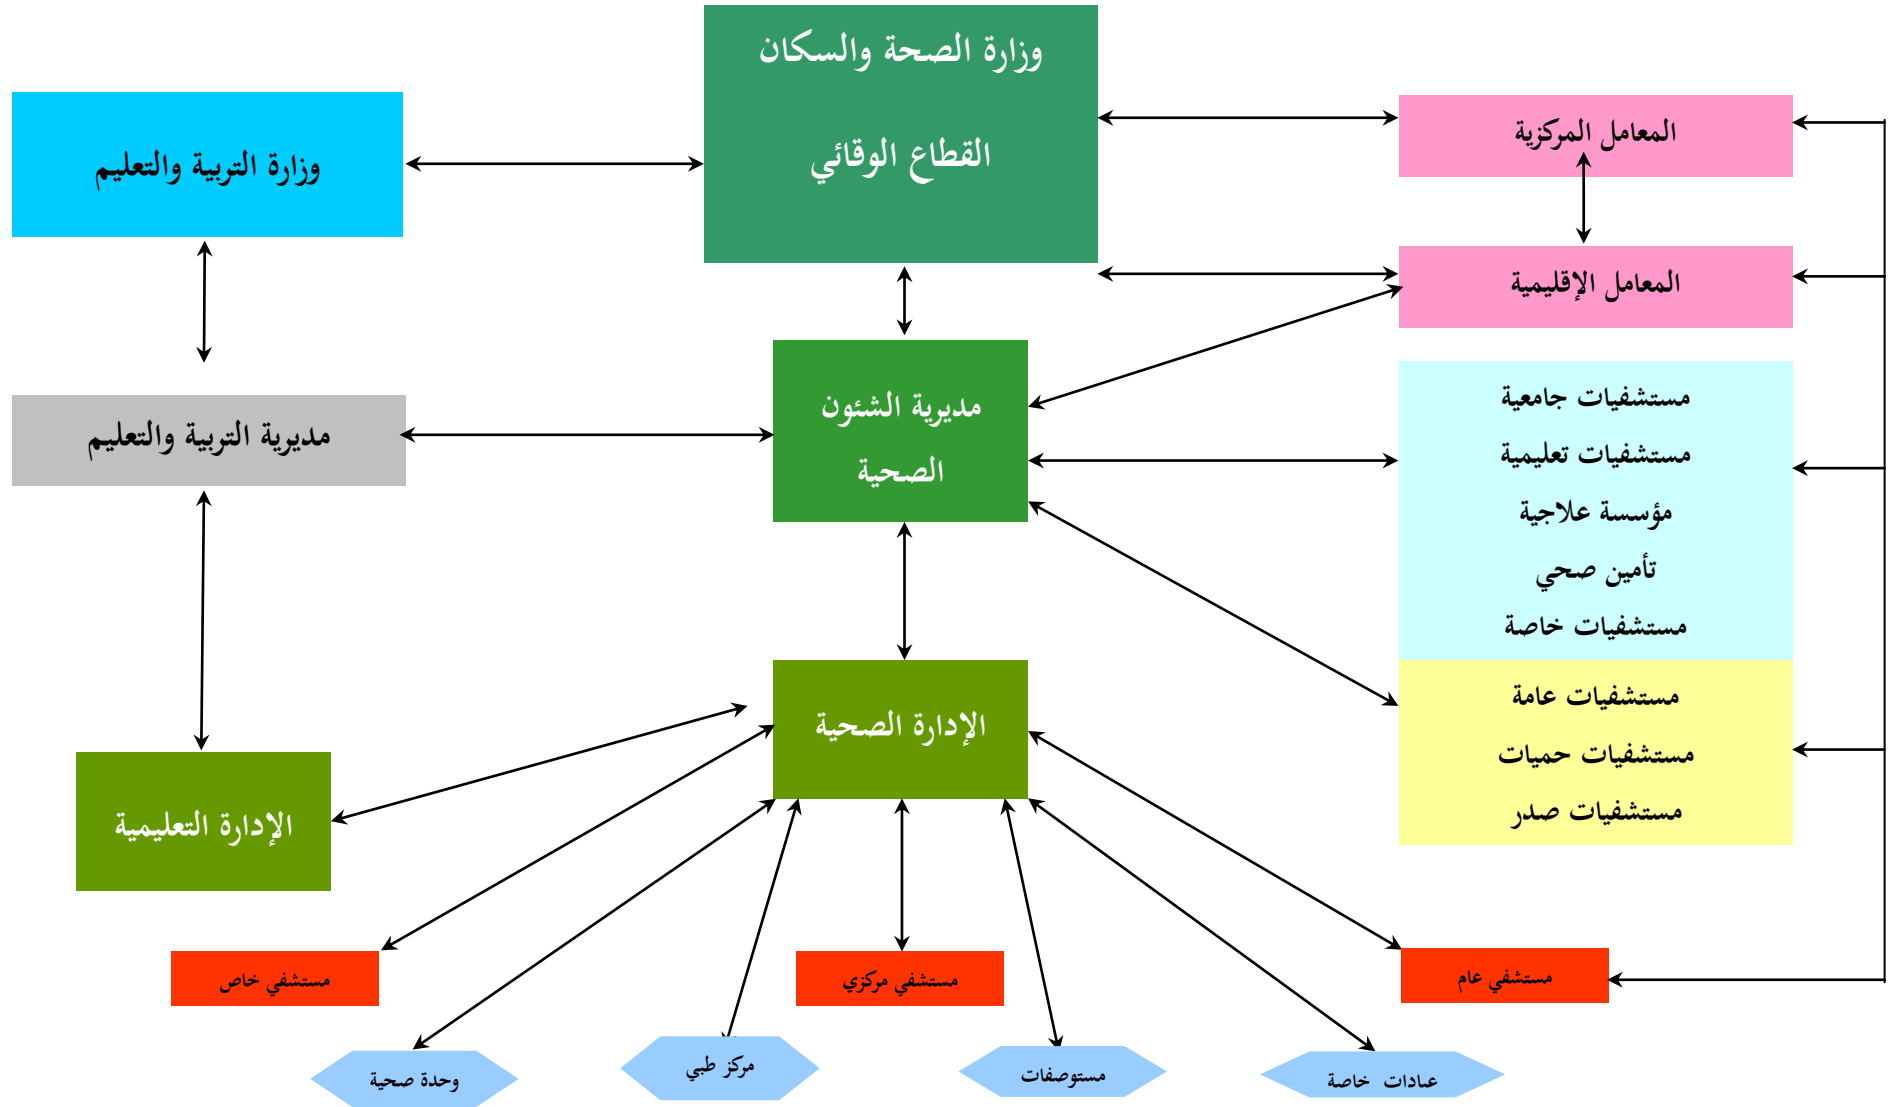 وزارة الصحة والسكان
القطاع الوقائي
المعامل المركزية
وزارة التربية والتعليم
المعامل الإقليمية
مديرية الشئون
الصحية
مديرية التربية والتعليم
مستشفيات جامعية
مستشفيات تعليمية
مؤسسة علاجية
تأمين صحي
مستشفيات خاصة
مستشفيات عامة
مستشفيات حميات
مستشفيات صدر
الإدارة الصحية
الإدارة التعليمية
مستشفي عام
مستشفي مركزي
مستشفي خاص
عيادات خاصة
مستوصفات
مركز طبي
وحدة صحية